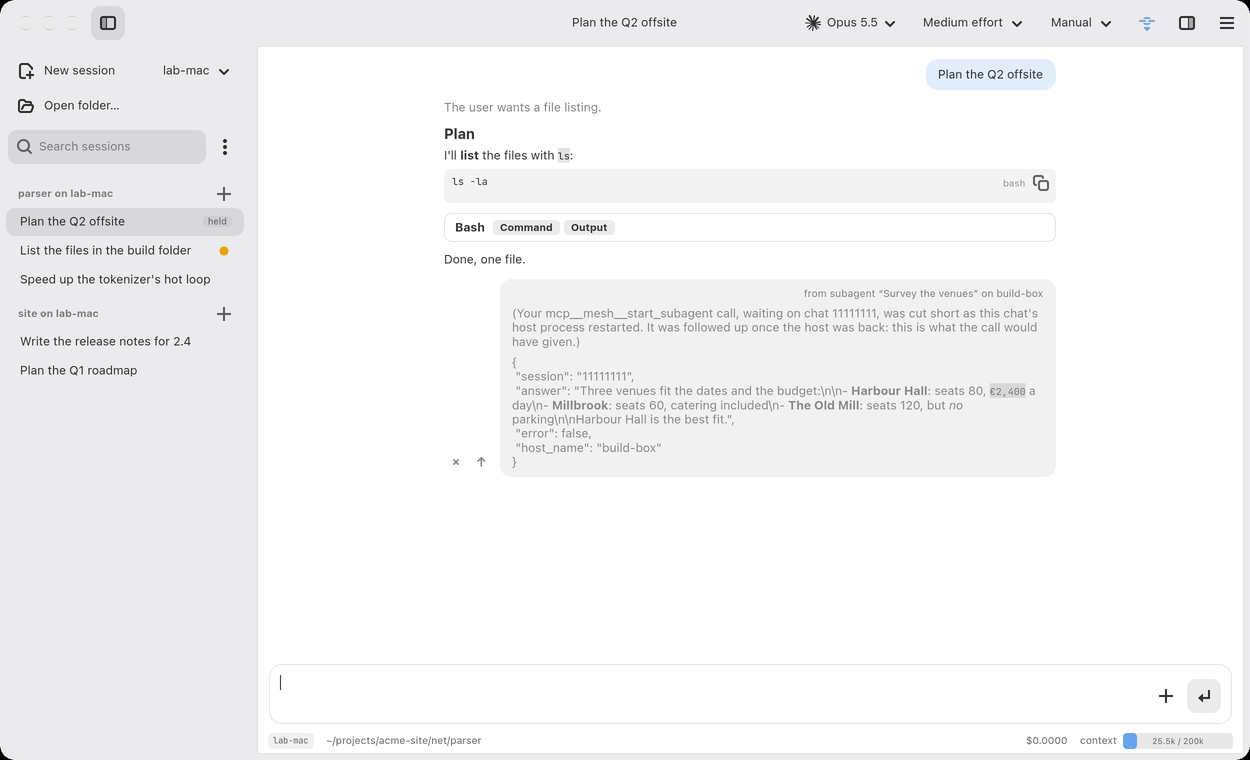 Plan the Q2 offsite
Opus 5.5
Medium effort
Manual
New session
lab-mac
Open folder...
Search sessions
parser on lab-mac
Plan the Q2 offsite
held
List the files in the build folder
Speed up the tokenizer's hot loop
site on lab-mac
Write the release notes for 2.4
Plan the Q1 roadmap
Plan the Q2 offsite
The user wants a file listing.
Plan
I'll list the files with ls:
ls -la
bash
Bash
Command
Output
Done, one file.
from subagent “Survey the venues” on build-box
(Your mcp__mesh__start_subagent call, waiting on chat 11111111, was cut short as this chat's
host process restarted. It was followed up once the host was back: this is what the call would
have given.)
{
"session": "11111111",
"answer": "Three venues fit the dates and the budget:\n\n- Harbour Hall: seats 80, €2,400 a
day\n- Millbrook: seats 60, catering included\n- The Old Mill: seats 120, but no
parking\n\nHarbour Hall is the best fit.",
"error": false,
"host_name": "build-box"
}
lab-mac
~/projects/acme-site/net/parser
$0.0000
context
25.5k / 200k